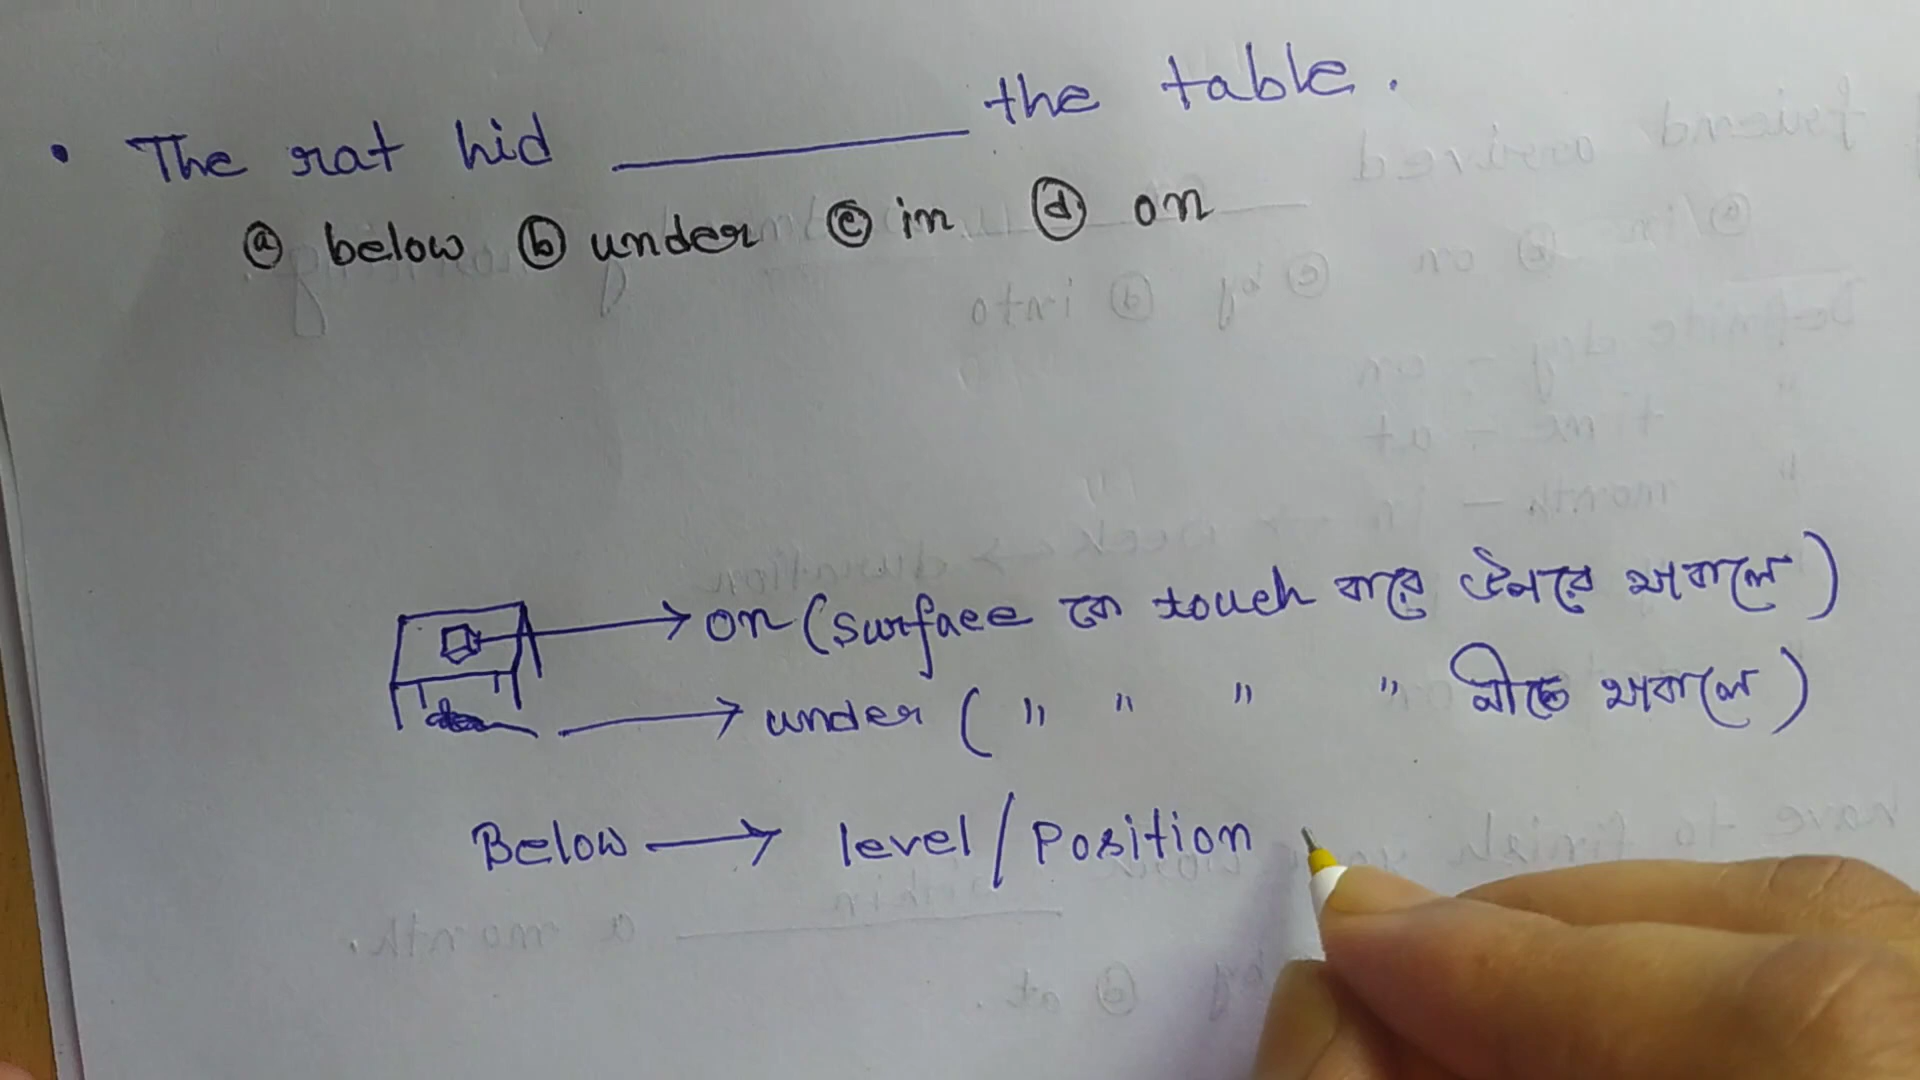 • The rat hid ______ the table.
ⓐ below ⓑ under ⓒ in ⓓ on
→ on (surface কে touch করে উপরে থাকলে)
→ under ( " " " " নীচে থাকলে)
Below → level / Position